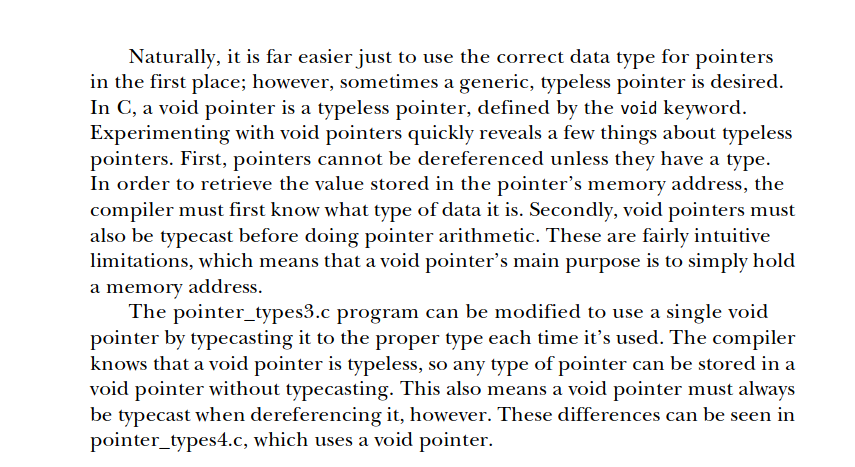 Naturally, it is far easier just to use the correct data type for pointers
in the first place; however, sometimes a generic, typeless pointer is desired.
In C, a void pointer is a typeless pointer, defined by the void keyword.
Experimenting with void pointers quickly reveals a few things about typeless
pointers. First, pointers cannot be dereferenced unless they have a type.
In order to retrieve the value stored in the pointer’s memory address, the
compiler must first know what type of data it is. Secondly, void pointers must
also be typecast before doing pointer arithmetic. These are fairly intuitive
limitations, which means that a void pointer’s main purpose is to simply hold
a memory address.
The pointer_types3.c program can be modified to use a single void
pointer by typecasting it to the proper type each time it’s used. The compiler
knows that a void pointer is typeless, so any type of pointer can be stored in a
void pointer without typecasting. This also means a void pointer must always
be typecast when dereferencing it, however. These differences can be seen in
pointer_types4.c, which uses a void pointer.